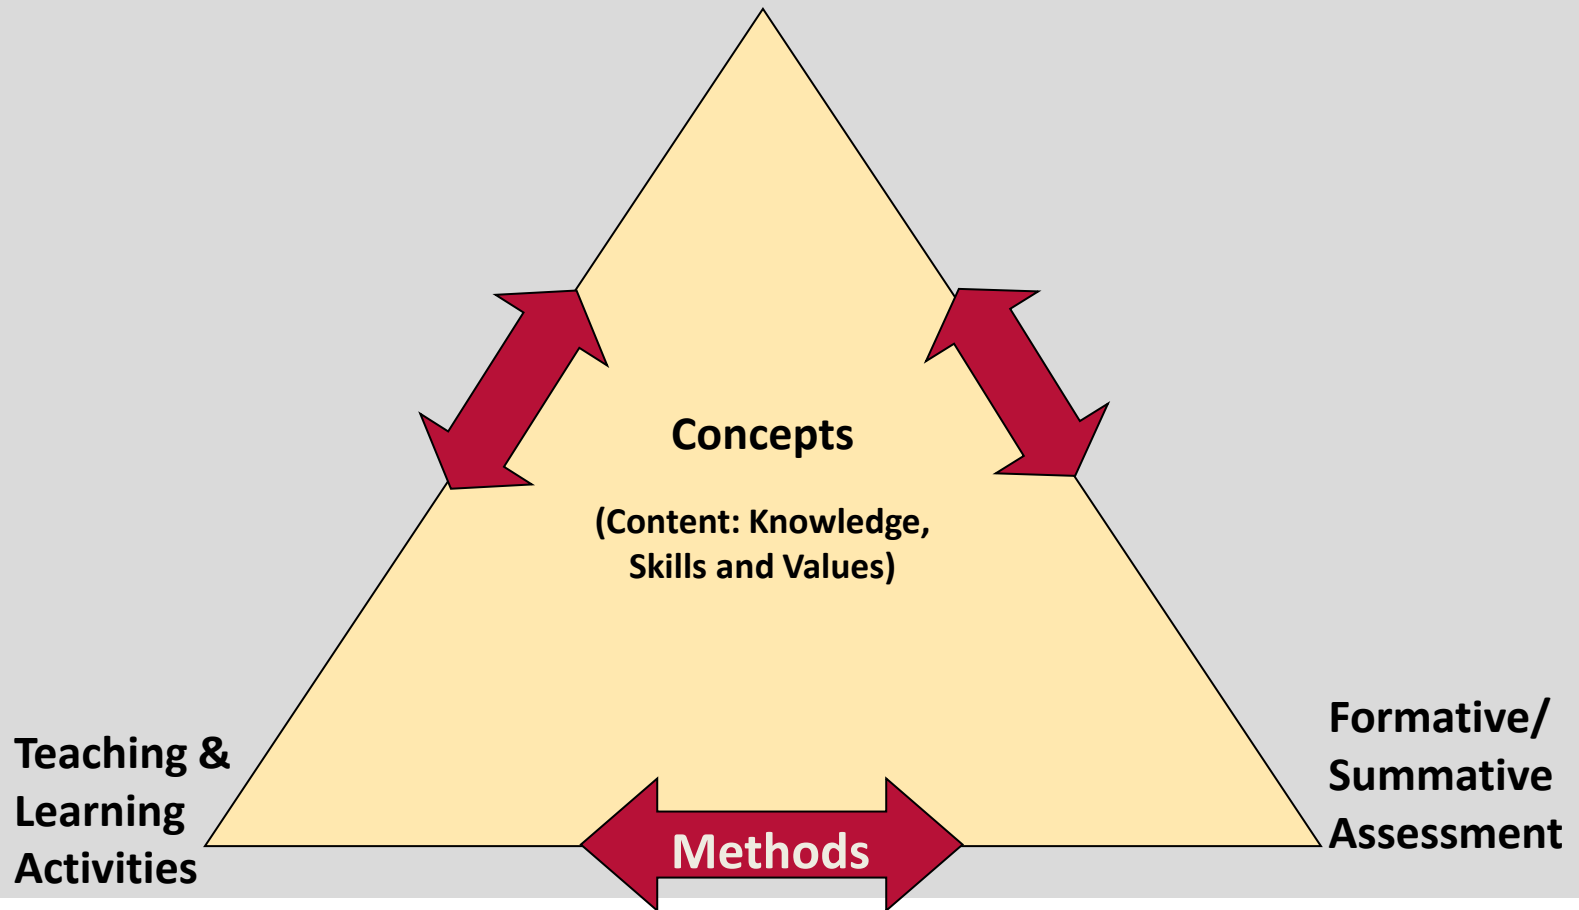 Concepts
(Content: Knowledge,
Skills and Values)
Teaching &
Learning
Activities
Formative/
Summative
Assessment
Methods